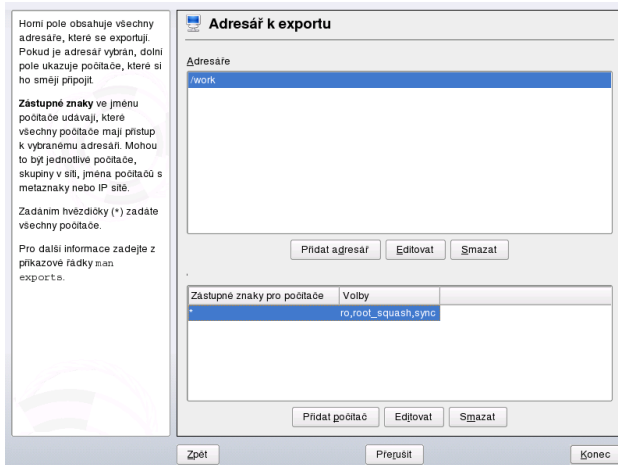 Horní pole obsahuje všechny
adresáře, které se exportují.
Pokud je adresář vybrán, dolní
pole ukazuje počítače, které si
ho smějí připojit.
Zástupné znaky ve jménu
počítače udávají, které
všechny počítače mají přístup
k vybranému adresáři. Mohou
to být jednotlivé počítače,
skupiny v síti, jména počítačů s
metaznaky nebo IP sítě.
Zadáním hvězdičky (*) zadáte
všechny počítače.
Pro další informace zadejte z
příkazové řádky man
exports.
Adresář k exportu
Adresáře
/work
Přidat adresář Editovat Smazat
Zástupné znaky pro počítače Volby
* ro,root_squash,sync
Přidat počítač Editovat Smazat
Zpět Přerušit Konec